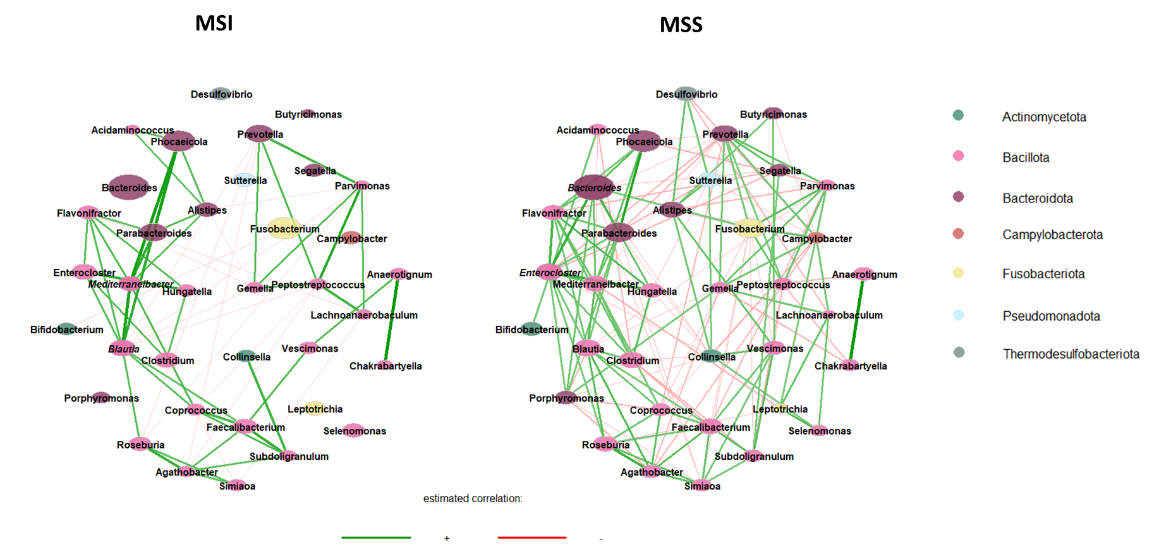 MSI
MSS
Desulfovibrio
Butyricimonas
Acidaminococcus
Phocaeicola
Prevotella
Segatella
Sutterella
Parvimonas
Bacteroides
Alistipes
Flavonifractor
Parabacteroides
Fusobacterium
Campylobacter
Enterocloster
Mediterraneibacter
Hungatella
Gemella
Peptostreptococcus
Anaerotignum
Lachnoanaerobaculum
Bifidobacterium
Blautia
Clostridium
Collinsella
Vescimonas
Chakrabartyella
Porphyromonas
Coprococcus
Leptotrichia
Faecalibacterium
Selenomonas
Roseburia
Subdoligranulum
Agathobacter
Simiaoa
Desulfovibrio
Butyricimonas
Acidaminococcus
Phocaeicola
Prevotella
Segatella
Sutterella
Parvimonas
Bacteroides
Alistipes
Flavonifractor
Parabacteroides
Fusobacterium
Campylobacter
Enterocloster
Mediterraneibacter
Hungatella
Gemella
Peptostreptococcus
Anaerotignum
Lachnoanaerobaculum
Bifidobacterium
Blautia
Clostridium
Collinsella
Vescimonas
Chakrabartyella
Porphyromonas
Coprococcus
Leptotrichia
Faecalibacterium
Selenomonas
Roseburia
Subdoligranulum
Agathobacter
Simiaoa
Actinomycetota
Bacillota
Bacteroidota
Campylobacterota
Fusobacteriota
Pseudomonadota
Thermodesulfobacteriota
estimated correlation:
+
-